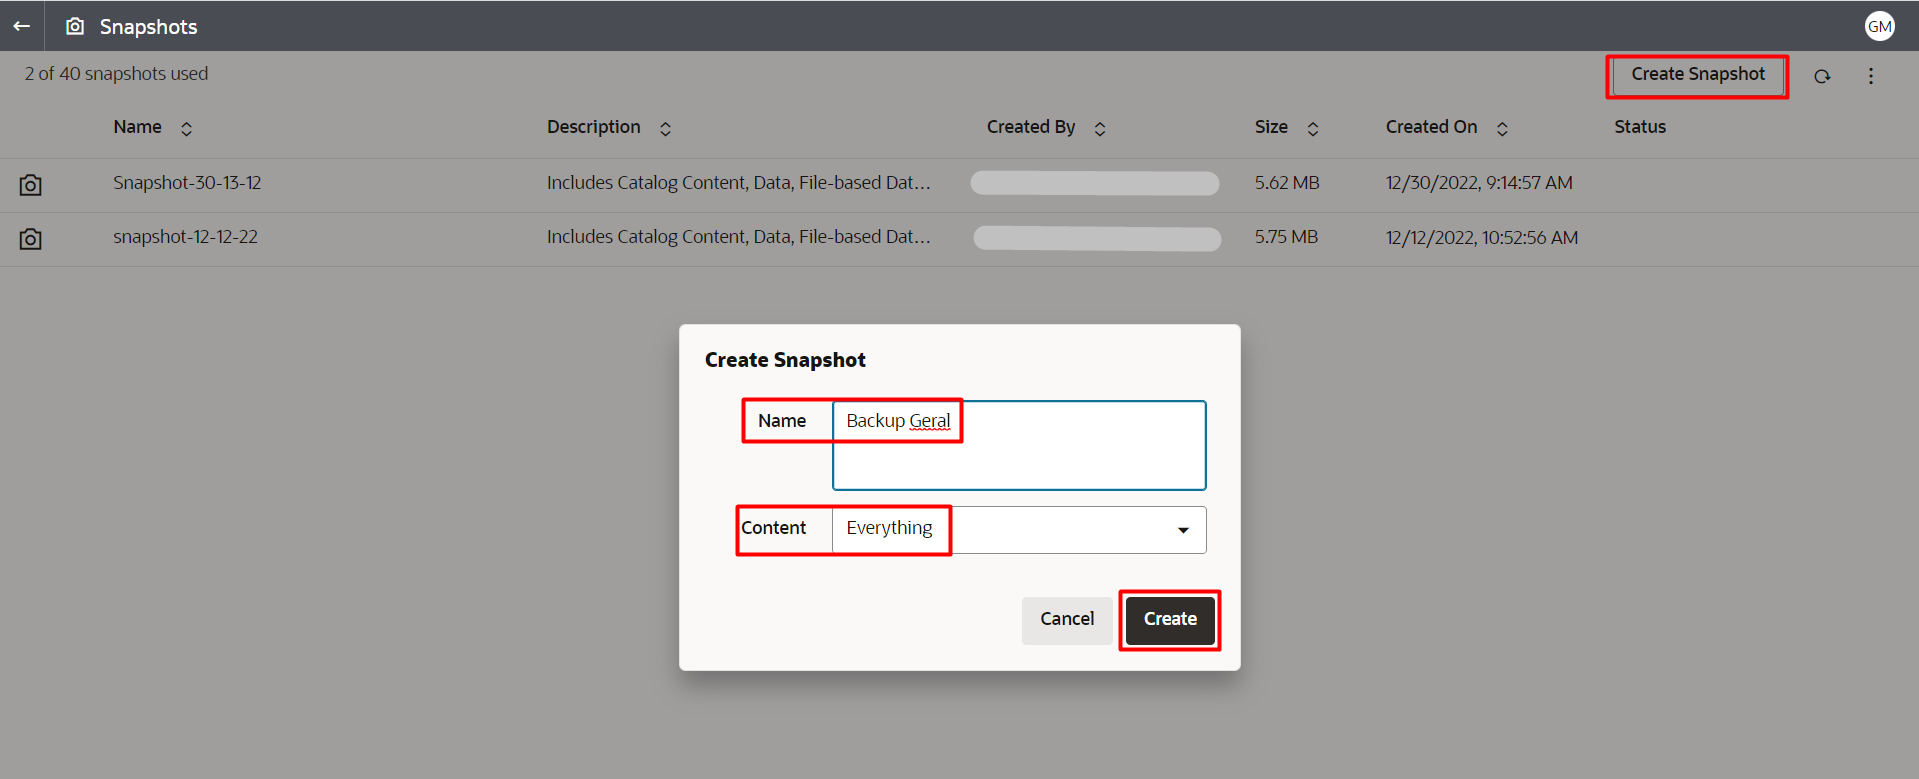 Snapshots
GM
2 of 40 snapshots used
Create Snapshot
Name Description Created By Size Created On Status
Snapshot-30-13-12 Includes Catalog Content, Data, File-based Dat... 5.62 MB 12/30/2022, 9:14:57 AM
snapshot-12-12-22 Includes Catalog Content, Data, File-based Dat... 5.75 MB 12/12/2022, 10:52:56 AM
Create Snapshot
Name Backup Geral
Content Everything
Cancel Create